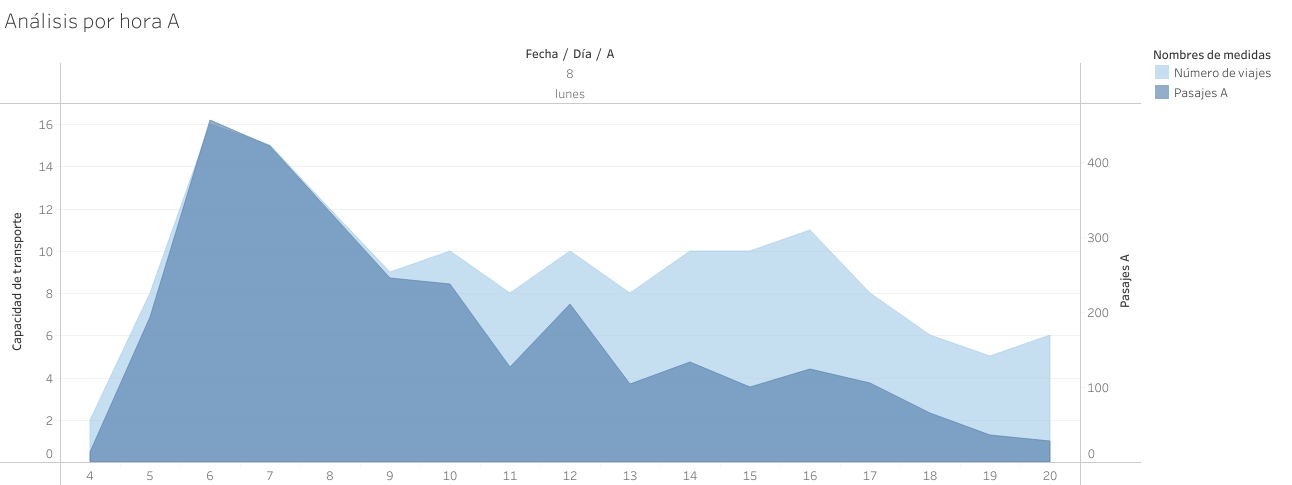 Análisis por hora A
Fecha / Día / A
8
lunes
Nombres de medidas
Número de viajes
Pasajes A
Capacidad de transporte
16
14
12
10
8
6
4
2
0
400
300
200
100
0
Pasajes A
4 5 6 7 8 9 10 11 12 13 14 15 16 17 18 19 20